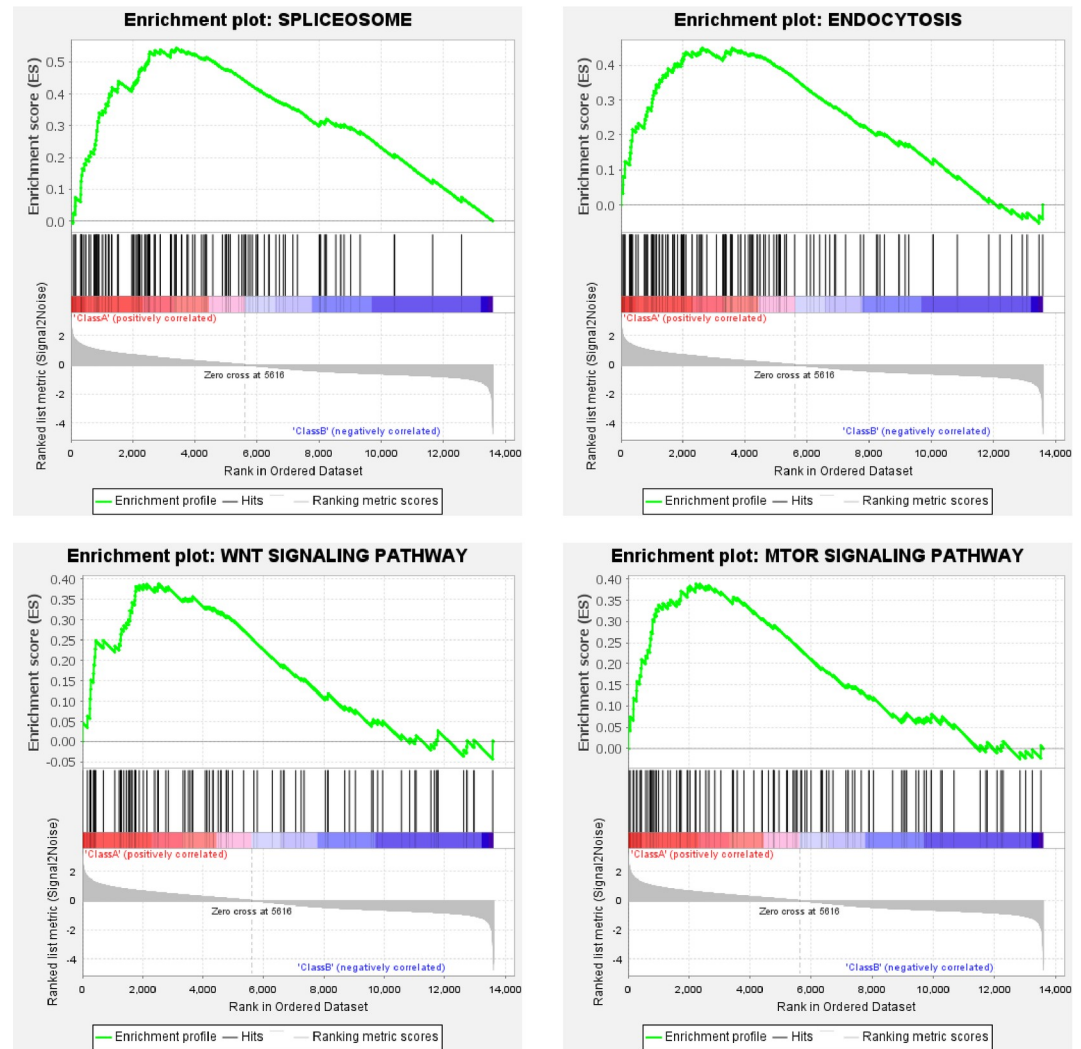 Enrichment plot: SPLICEOSOME
Enrichment score (ES)
0.5
0.4
0.3
0.2
0.1
0.0
'ClassA' (positively correlated)
Ranked list metric (Signal2Noise)
2
0
-2
-4
Zero cross at 5616
'ClassB' (negatively correlated)
0 2,000 4,000 6,000 8,000 10,000 12,000 14,000
Rank in Ordered Dataset
Enrichment profile Hits Ranking metric scores
Enrichment plot: ENDOCYTOSIS
Enrichment score (ES)
0.4
0.3
0.2
0.1
0.0
'ClassA' (positively correlated)
Ranked list metric (Signal2Noise)
2
0
-2
-4
Zero cross at 5616
'ClassB' (negatively correlated)
0 2,000 4,000 6,000 8,000 10,000 12,000 14,000
Rank in Ordered Dataset
Enrichment profile Hits Ranking metric scores
Enrichment plot: WNT SIGNALING PATHWAY
Enrichment score (ES)
0.40
0.35
0.30
0.25
0.20
0.15
0.10
0.05
0.00
-0.05
'ClassA' (positively correlated)
Ranked list metric (Signal2Noise)
2
0
-2
-4
Zero cross at 5616
'ClassB' (negatively correlated)
0 2,000 4,000 6,000 8,000 10,000 12,000 14,000
Rank in Ordered Dataset
Enrichment profile Hits Ranking metric scores
Enrichment plot: MTOR SIGNALING PATHWAY
Enrichment score (ES)
0.40
0.35
0.30
0.25
0.20
0.15
0.10
0.05
0.00
'ClassA' (positively correlated)
Ranked list metric (Signal2Noise)
2
0
-2
-4
Zero cross at 5616
'ClassB' (negatively correlated)
0 2,000 4,000 6,000 8,000 10,000 12,000 14,000
Rank in Ordered Dataset
Enrichment profile Hits Ranking metric scores